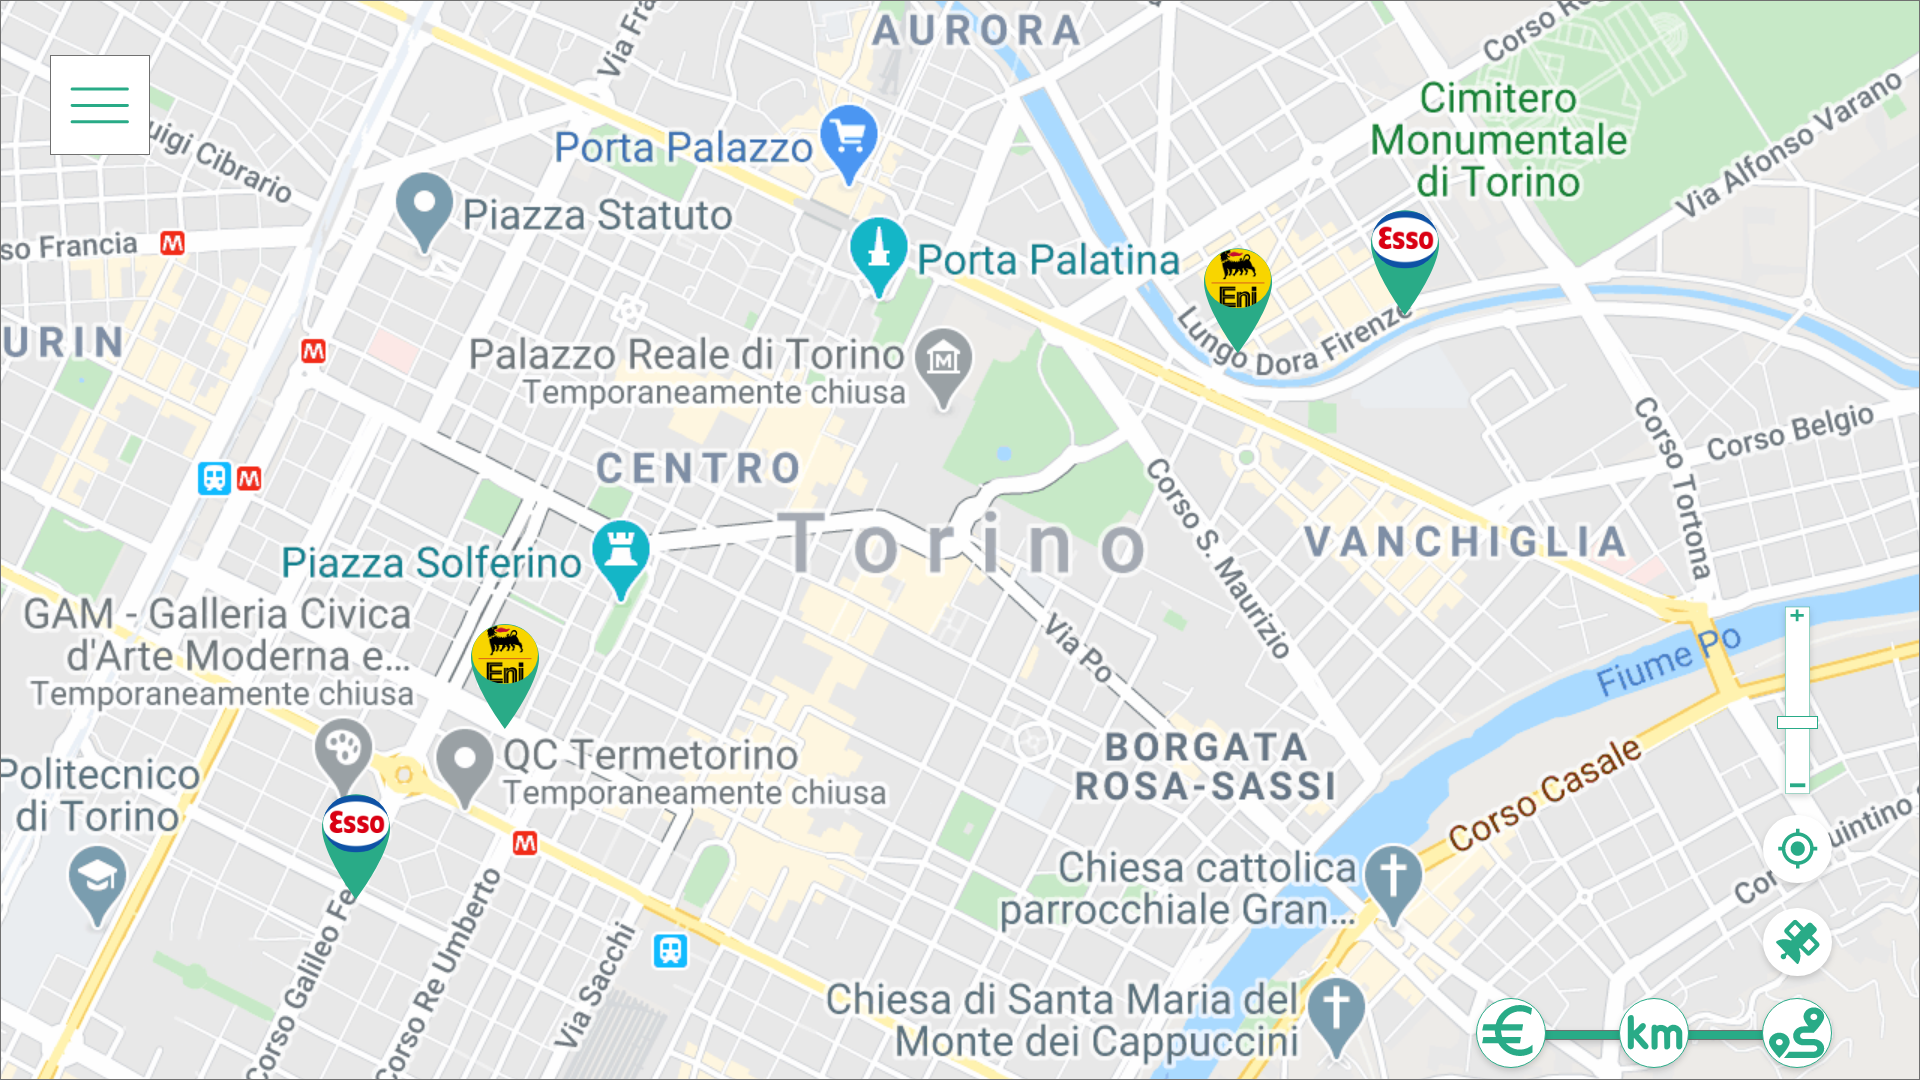 AURORA
Via Fra
Corso Ro
Cimitero
Monumentale
di Torino
Via Alfonso Varano
uigi Cibrario
Porta Palazzo
Piazza Statuto
so Francia
M
Porta Palatina
Eni
Esso
Lungo Dora Firenze
URIN
M
Palazzo Reale di Torino
Temporaneamente chiusa
M
Corso Belgio
Corso Tortona
CENTRO
M
Corso S. Maurizio
Torino
VANCHIGLIA
Piazza Solferino
GAM - Galleria Civica
d'Arte Moderna e...
Temporaneamente chiusa
Eni
Via Po
Fiume Po
+
QC Termetorino
Temporaneamente chiusa
BORGATA
ROSA-SASSI
Politecnico
di Torino
Esso
M
Corso Casale
−
uintino
Cor
Chiesa cattolica
parrocchiale Gran...
Corso Galileo Fe
Corso Re Umberto
Via Sacchi
Chiesa di Santa Maria del
Monte dei Cappuccini
€
km